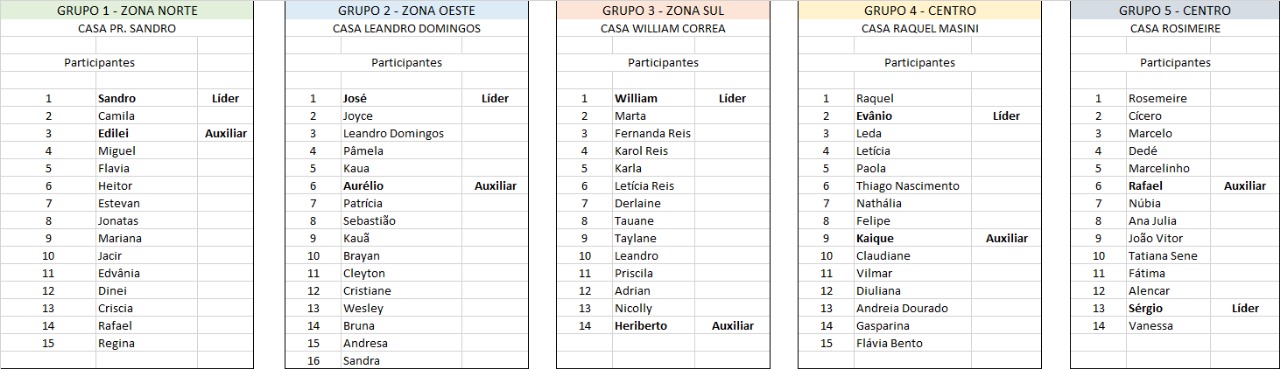 GRUPO 1 - ZONA NORTE
CASA PR. SANDRO
Participantes
1 Sandro Líder
2 Camila
3 Edilei Auxiliar
4 Miguel
5 Flavia
6 Heitor
7 Estevan
8 Jonatas
9 Mariana
10 Jacir
11 Edvânia
12 Dinei
13 Criscia
14 Rafael
15 Regina
GRUPO 2 - ZONA OESTE
CASA LEANDRO DOMINGOS
Participantes
1 José Líder
2 Joyce
3 Leandro Domingos
4 Pâmela
5 Kaua
6 Aurélio Auxiliar
7 Patrícia
8 Sebastião
9 Kauã
10 Brayan
11 Cleyton
12 Cristiane
13 Wesley
14 Bruna
15 Andresa
16 Sandra
GRUPO 3 - ZONA SUL
CASA WILLIAM CORREA
Participantes
1 William Líder
2 Marta
3 Fernanda Reis
4 Karol Reis
5 Karla
6 Letícia Reis
7 Derlaine
8 Tauane
9 Taylane
10 Leandro
11 Priscila
12 Adrian
13 Nicolly
14 Heriberto Auxiliar
GRUPO 4 - CENTRO
CASA RAQUEL MASINI
Participantes
1 Raquel
2 Evânio Líder
3 Leda
4 Letícia
5 Paola
6 Thiago Nascimento
7 Nathália
8 Felipe
9 Kaique Auxiliar
10 Claudiane
11 Vilmar
12 Diuliana
13 Andreia Dourado
14 Gasparina
15 Flávia Bento
GRUPO 5 - CENTRO
CASA ROSIMEIRE
Participantes
1 Rosemeire
2 Cícero
3 Marcelo
4 Dedé
5 Marcelinho
6 Rafael Auxiliar
7 Núbia
8 Ana Julia
9 João Vitor
10 Tatiana Sene
11 Fátima
12 Alencar
13 Sérgio Líder
14 Vanessa